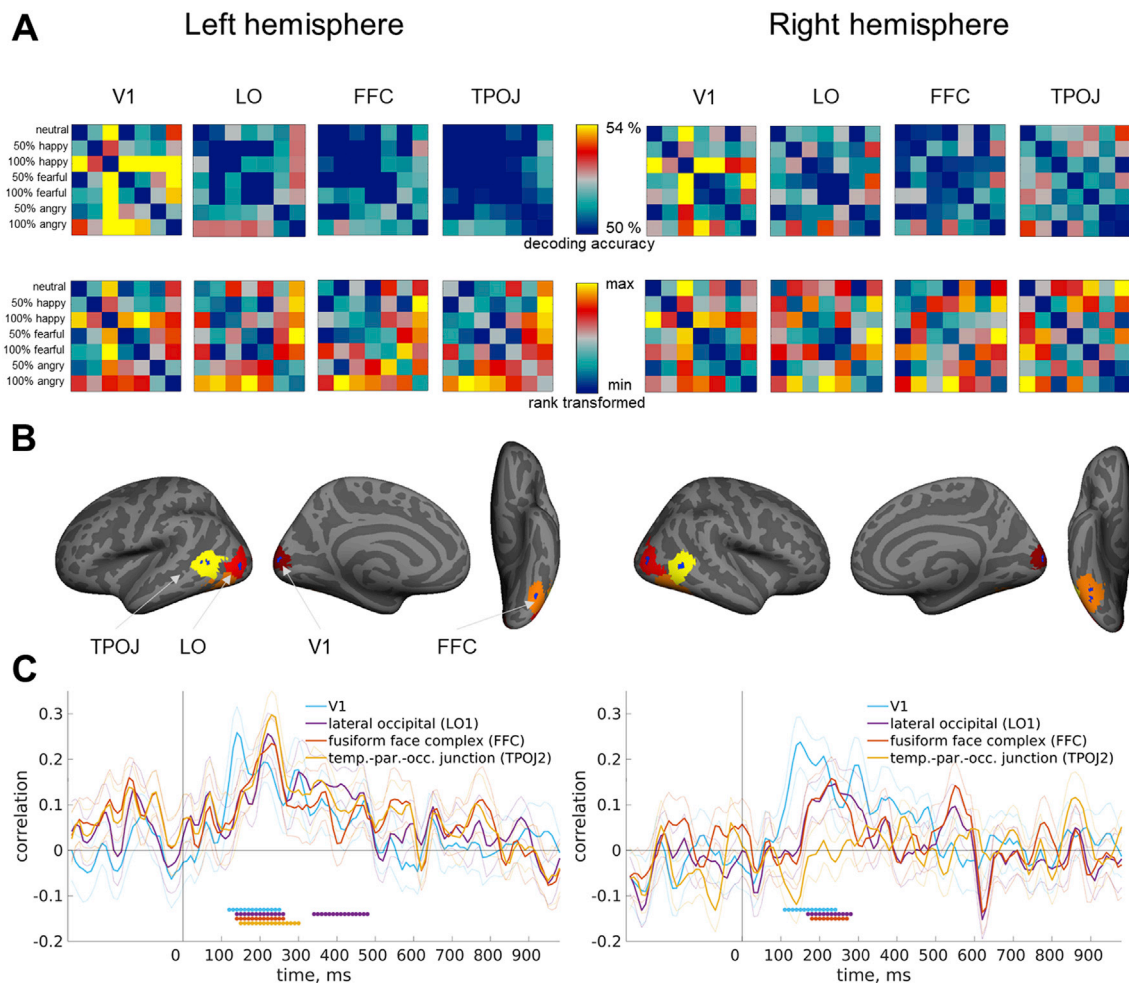 A
Left hemisphere
Right hemisphere
V1 LO FFC TPOJ
V1 LO FFC TPOJ
neutral
50% happy
100% happy
50% fearful
100% fearful
50% angry
100% angry
54 %
50 %
decoding accuracy
54 %
50 %
decoding accuracy
neutral
50% happy
100% happy
50% fearful
100% fearful
50% angry
100% angry
max
min
rank transformed
B
TPOJ LO V1 FFC
C
V1
lateral occipital (LO1)
fusiform face complex (FFC)
temp.-par.-occ. junction (TPOJ2)
correlation
0.3
0.2
0.1
0
-0.1
-0.2
0 100 200 300 400 500 600 700 800 900
time, ms
V1
lateral occipital (LO1)
fusiform face complex (FFC)
temp.-par.-occ. junction (TPOJ2)
correlation
0.3
0.2
0.1
0
-0.1
-0.2
0 100 200 300 400 500 600 700 800 900
time, ms